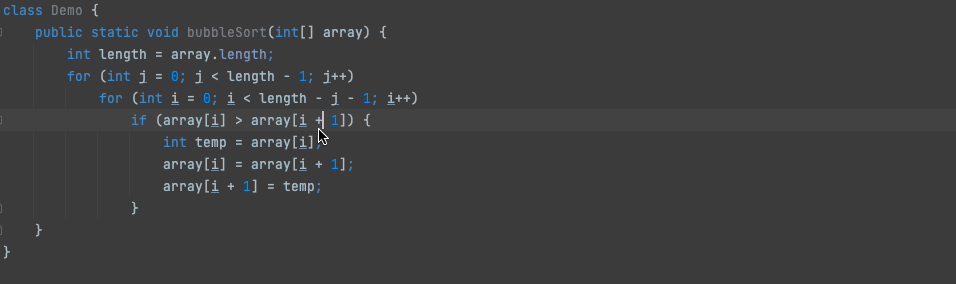 class Demo {
    public static void bubbleSort(int[] array) {
        int length = array.length;
        for (int j = 0; j < length - 1; j++)
            for (int i = 0; i < length - j - 1; i++)
                if (array[i] > array[i + 1]) {
                    int temp = array[i];
                    array[i] = array[i + 1];
                    array[i + 1] = temp;
                }
    }
}